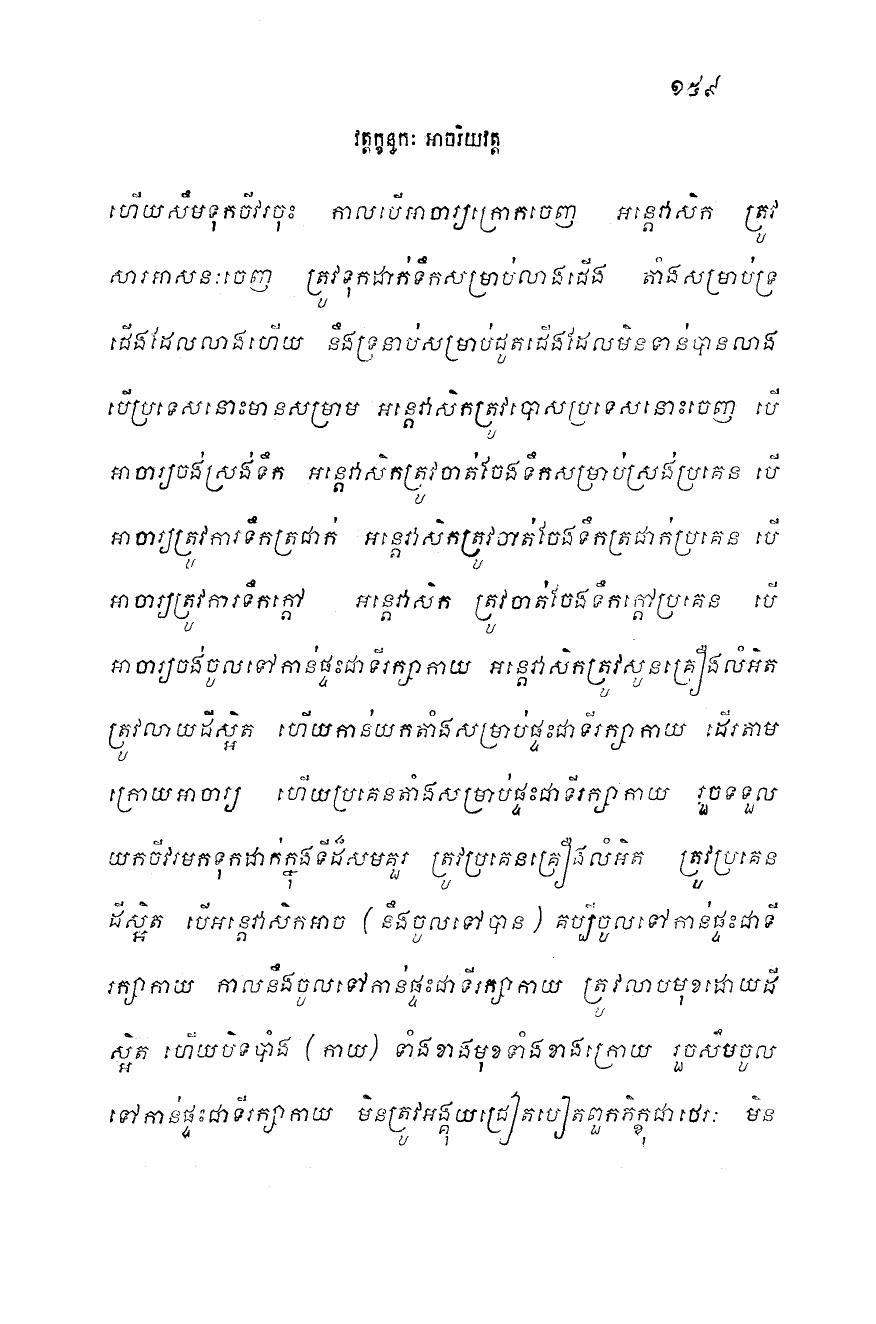 ១៥៩
វត្តក្ខន្ធកៈ អាចរិយវត្ត
ហើយសឹមទុកចីវរចុះ កាលបើអាចារ្យក្រោកចេញ អន្តេវាសិក ត្រូវ
សារអាសនៈចេញ ត្រូវទុកដាក់ទឹកសម្រាប់លាងជើង តាំងសម្រាប់ទ្រ
ជើងដែលលាងហើយ នឹងទ្រនាប់សម្រាប់ជូតជើងដែលមិនទាន់បានលាង
បើប្រទេសនោះមានសម្រាម អន្តេវាសិកត្រូវបោសប្រទេសនោះចេញ បើ
អាចារ្យចង់ស្រង់ទឹក អន្តេវាសិកត្រូវចាត់ចែងទឹកសម្រាប់ស្រង់ប្រគេន បើ
អាចារ្យត្រូវការទឹកត្រជាក់ អន្តេវាសិកត្រូវចាត់ចែងទឹកត្រជាក់ប្រគេន បើ
អាចារ្យត្រូវការទឹកក្តៅ អន្តេវាសិក ត្រូវចាត់ចែងទឹកក្តៅប្រគេន បើ
អាចារ្យចង់ចូលទៅកាន់ផ្ទះជាទីរក្សាកាយ អន្តេវាសិកត្រូវសូនគ្រឿងលំអិត
ត្រូវលាយដីស្អិត ហើយកាន់យកតាំងសម្រាប់ផ្ទះជាទីរក្សាកាយ ដើរតាម
ក្រោយអាចារ្យ ហើយប្រគេនតាំងសម្រាប់ផ្ទះជាទីរក្សាកាយ រួចទទួល
យកចីវរមកទុកដាក់ក្នុងទីដ៏សមគួរ ត្រូវប្រគេនគ្រឿងលំអិត ត្រូវប្រគេន
ដីស្អិត បើអន្តេវាសិកអាច (នឹងចូលទៅបាន) គប្បីចូលទៅកាន់ផ្ទះជាទី
រក្សាកាយ កាលនឹងចូលទៅកាន់ផ្ទះជាទីរក្សាកាយ ត្រូវលាបមុខដោយដី
ស្អិត ហើយបិទបាំង (កាយ) ទាំងខាងមុខទាំងខាងក្រោយ រួចសឹមចូល
ទៅកាន់ផ្ទះជាទីរក្សាកាយ មិនត្រូវអង្គុយជ្រៀតបៀតពួកភិក្ខុជាថេរៈ មិន